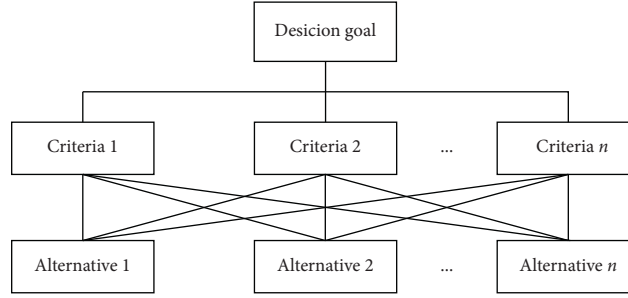 Desicion goal
Criteria 1
Criteria 2
...
Criteria n
Alternative 1
Alternative 2
...
Alternative n